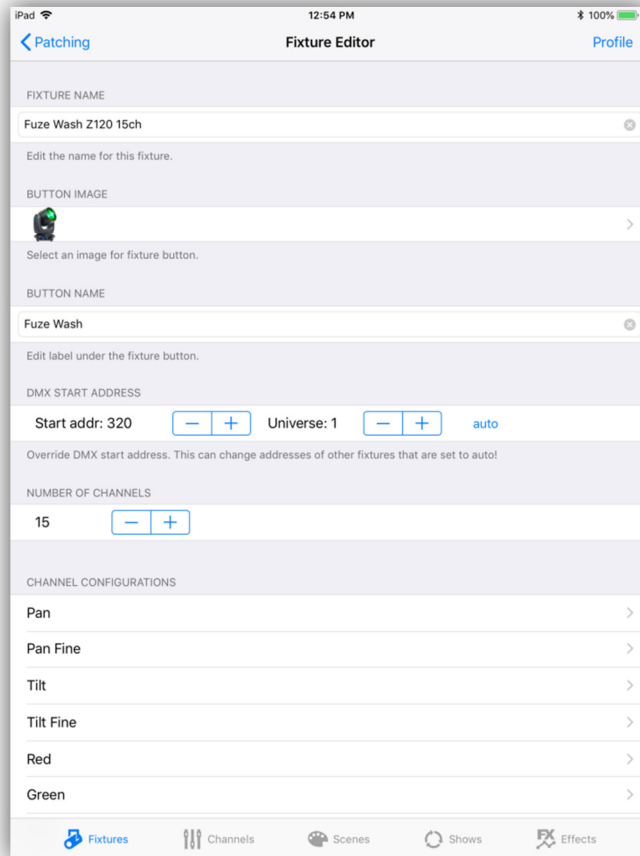 iPad 12:54 PM 100%
Patching Fixture Editor Profile
FIXTURE NAME
Fuze Wash Z120 15ch
Edit the name for this fixture.
BUTTON IMAGE
Select an image for fixture button.
BUTTON NAME
Fuze Wash
Edit label under the fixture button.
DMX START ADDRESS
Start addr: 320 − + Universe: 1 − + auto
Override DMX start address. This can change addresses of other fixtures that are set to auto!
NUMBER OF CHANNELS
15 − +
CHANNEL CONFIGURATIONS
Pan
Pan Fine
Tilt
Tilt Fine
Red
Green
Fixtures Channels Scenes Shows FX Effects